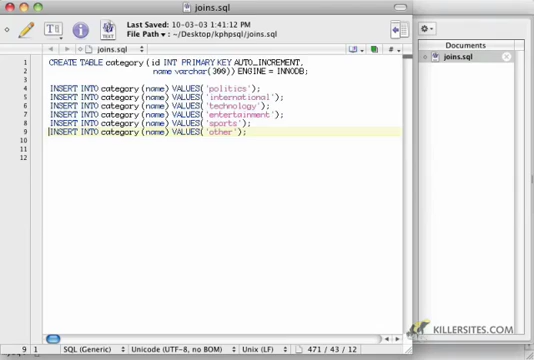 joins.sql
Last Saved: 10-03-03 1:41:12 PM
File Path: ~/Desktop/kphpsql/joins.sql
joins.sql
#
Documents
joins.sql
1 CREATE TABLE category (id INT PRIMARY KEY AUTO_INCREMENT,
2 name varchar(300)) ENGINE = INNODB;
3
4 INSERT INTO category (name) VALUES('politics');
5 INSERT INTO category (name) VALUES('international');
6 INSERT INTO category (name) VALUES('technology');
7 INSERT INTO category (name) VALUES('entertainment');
8 INSERT INTO category (name) VALUES('sports');
9 INSERT INTO category (name) VALUES('other');
10
11
12
KILLERSITES.COM
9 1 SQL (Generic) Unicode (UTF-8, no BOM) Unix (LF) 471 / 43 / 12